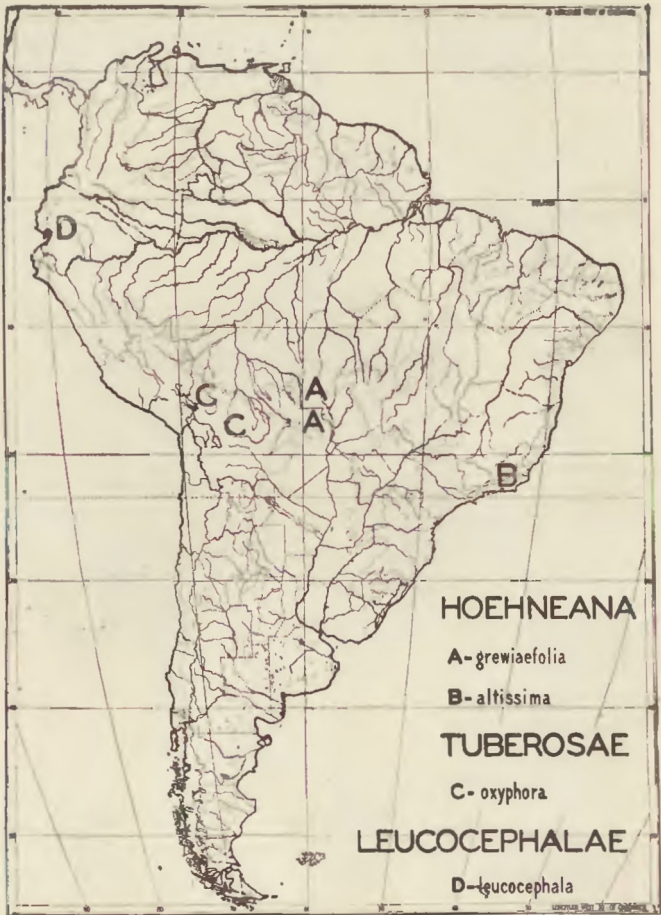 D
C
A
C
A
B
HOEHNEANA
A-grewiaefolia
B-altissima
TUBEROSAE
C-oxyphora
LEUCOCEPHALAE
D-leucocephala